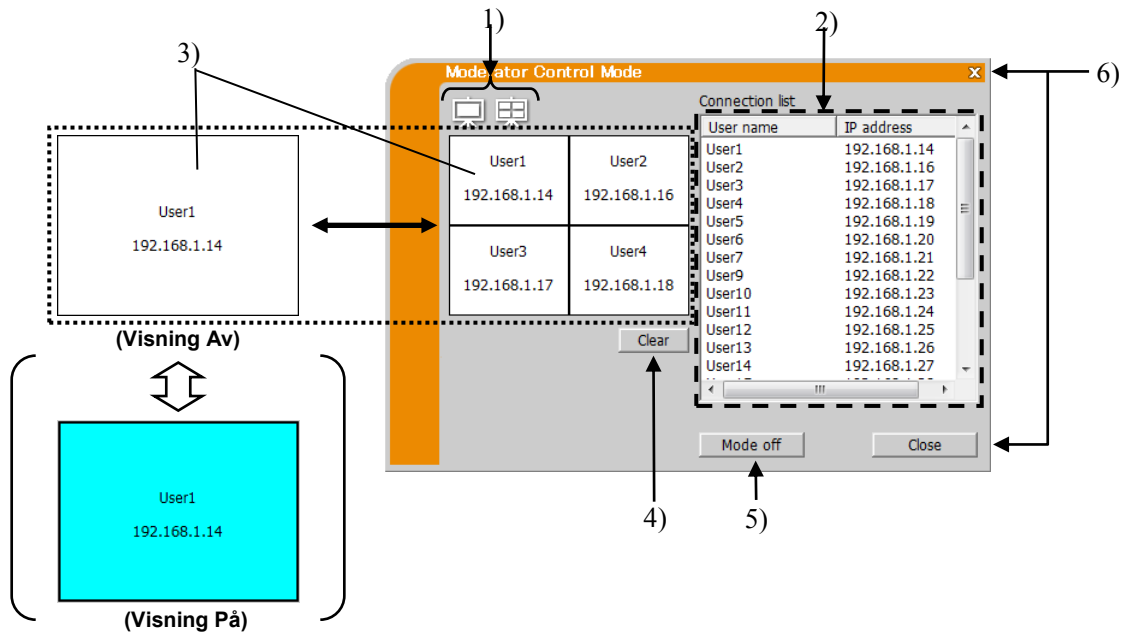 1)
2)
3)
Moderator Control Mode
6)
Connection list
User name IP address
User1 192.168.1.14
User2 192.168.1.16
User3 192.168.1.17
User4 192.168.1.18
User5 192.168.1.19
User6 192.168.1.20
User7 192.168.1.21
User9 192.168.1.22
User10 192.168.1.23
User11 192.168.1.24
User12 192.168.1.25
User13 192.168.1.26
User14 192.168.1.27
User1 User2
192.168.1.14 192.168.1.16
User3 User4
192.168.1.17 192.168.1.18
User1
192.168.1.14
(Visning Av)
Clear
Mode off Close
User1
192.168.1.14
4)
5)
(Visning På)